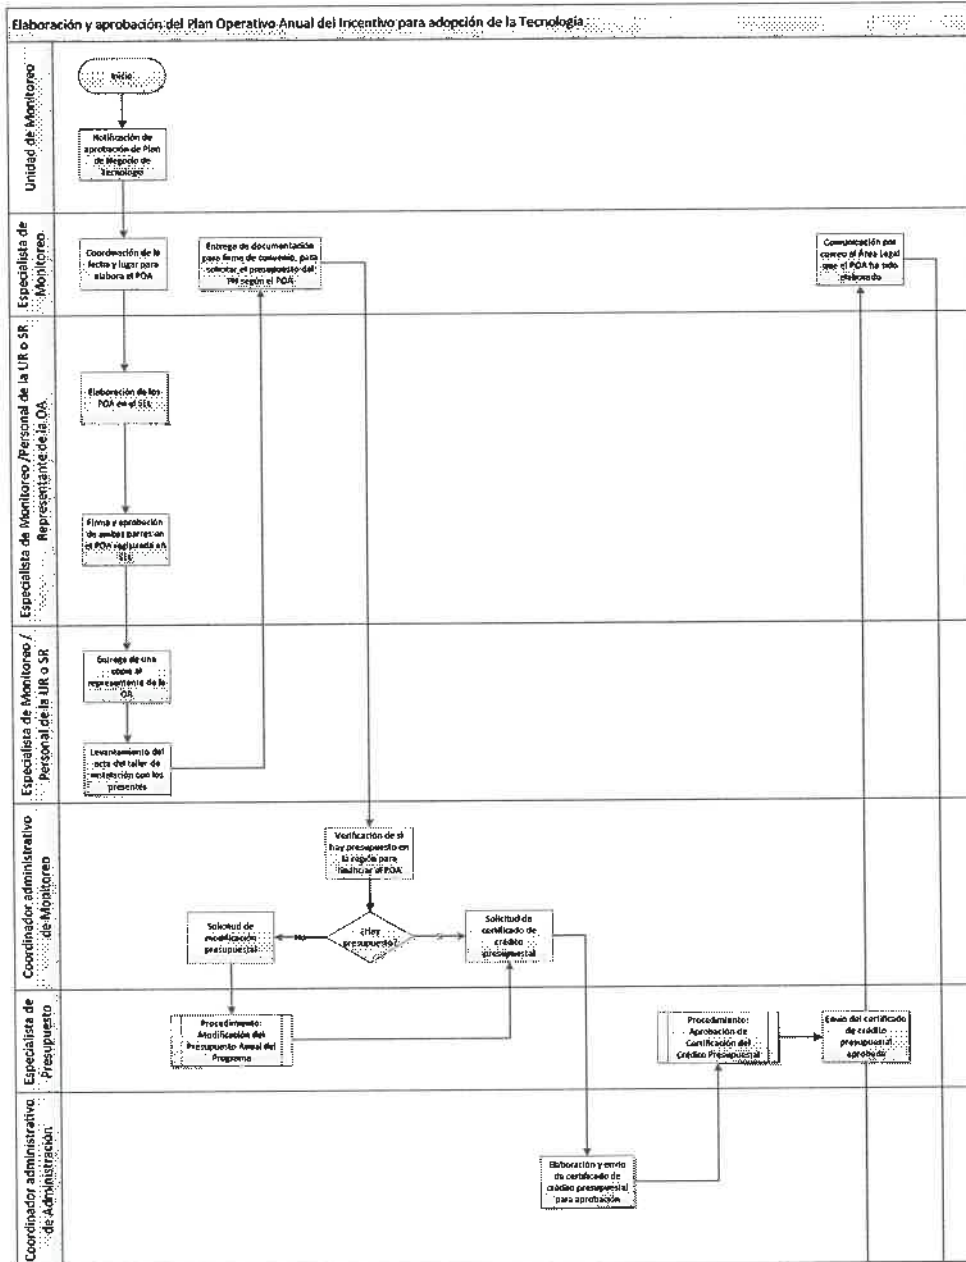 Elaboración y aprobación del Plan Operativo Anual del Incentivo para adopción de la Tecnología
Unidad de Monitoreo
Inicio
Notificación de
aprobación de Plan
de Negocio de
Tecnología
Especialista de
Monitoreo
Coordinación de la
fecha y lugar para
elabora el POA
Entrega de documentación
para firma de convenio, para
solicitar el presupuesto del
según el POA
Comunicación por
correo al Área Legal
que el POA ha sido
elaborado
Especialista de Monitoreo /Personal de la UR o SR
Representante de la OA
Elaboración de los
POA en el SEL
Firma y aprobación
de ambas partes en
el POA registrada en
SEL
Especialista de Monitoreo /
Personal de la UR o SR
Entrega de una
copia al
representante de la
OA
Levantamiento del
acta del taller de
instalación con los
presentes
Coordinador administrativo
de Monitoreo
Verificación de si
hay presupuesto en
la región para
financiar el POA
¿Hay
presupuesto?
No
Solicitud de
modificación
presupuestal
Solicitud de
certificado de
crédito
presupuestal
Especialista de
Presupuesto
Procedimiento:
Modificación del
Presupuesto Anual del
Programa
Procedimiento:
Aprobación de
Certificación del
Crédito Presupuestal
Envío del certificado
de crédito
presupuestal
aprobado
Coordinador administrativo
de Administración
Elaboración y envío
de certificado de
crédito presupuestal
para aprobación